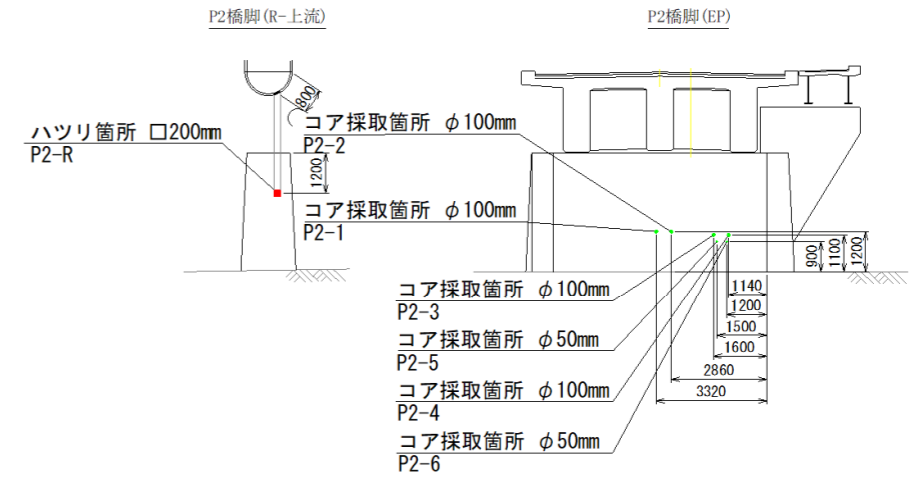 P2橋脚(R-上流)
P2橋脚(EP)
800
ハツリ箇所 □200mm
P2-R
コア採取箇所 φ100mm
P2-2
1200
コア採取箇所 φ100mm
P2-1
900
1100
1200
コア採取箇所 φ100mm
P2-3
1140
1200
コア採取箇所 φ50mm
P2-5
1500
1600
コア採取箇所 φ100mm
P2-4
2860
3320
コア採取箇所 φ50mm
P2-6